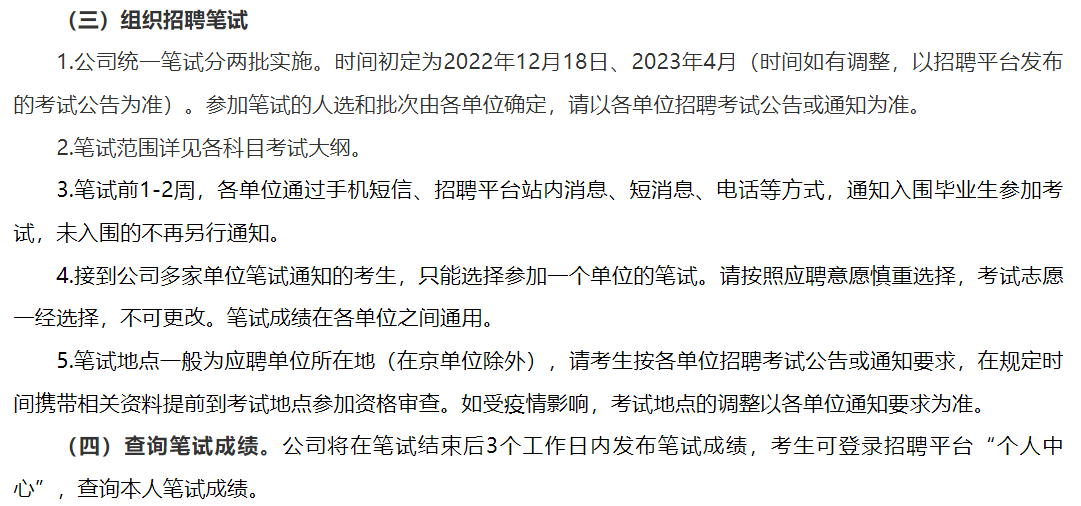 （三）组织招聘笔试
1.公司统一笔试分两批实施。时间初定为2022年12月18日、2023年4月（时间如有调整，以招聘平台发布
的考试公告为准）。参加笔试的人选和批次由各单位确定，请以各单位招聘考试公告或通知为准。
2.笔试范围详见各科目考试大纲。
3.笔试前1-2周，各单位通过手机短信、招聘平台站内消息、短消息、电话等方式，通知入围毕业生参加考
试，未入围的不再另行通知。
4.接到公司多家单位笔试通知的考生，只能选择参加一个单位的笔试。请按照应聘意愿慎重选择，考试志愿
一经选择，不可更改。笔试成绩在各单位之间通用。
5.笔试地点一般为应聘单位所在地（在京单位除外），请考生按各单位招聘考试公告或通知要求，在规定时
间携带相关资料提前到考试地点参加资格审查。如受疫情影响，考试地点的调整以各单位通知要求为准。
（四）查询笔试成绩。公司将在笔试结束后3个工作日内发布笔试成绩，考生可登录招聘平台“个人中
心”，查询本人笔试成绩。